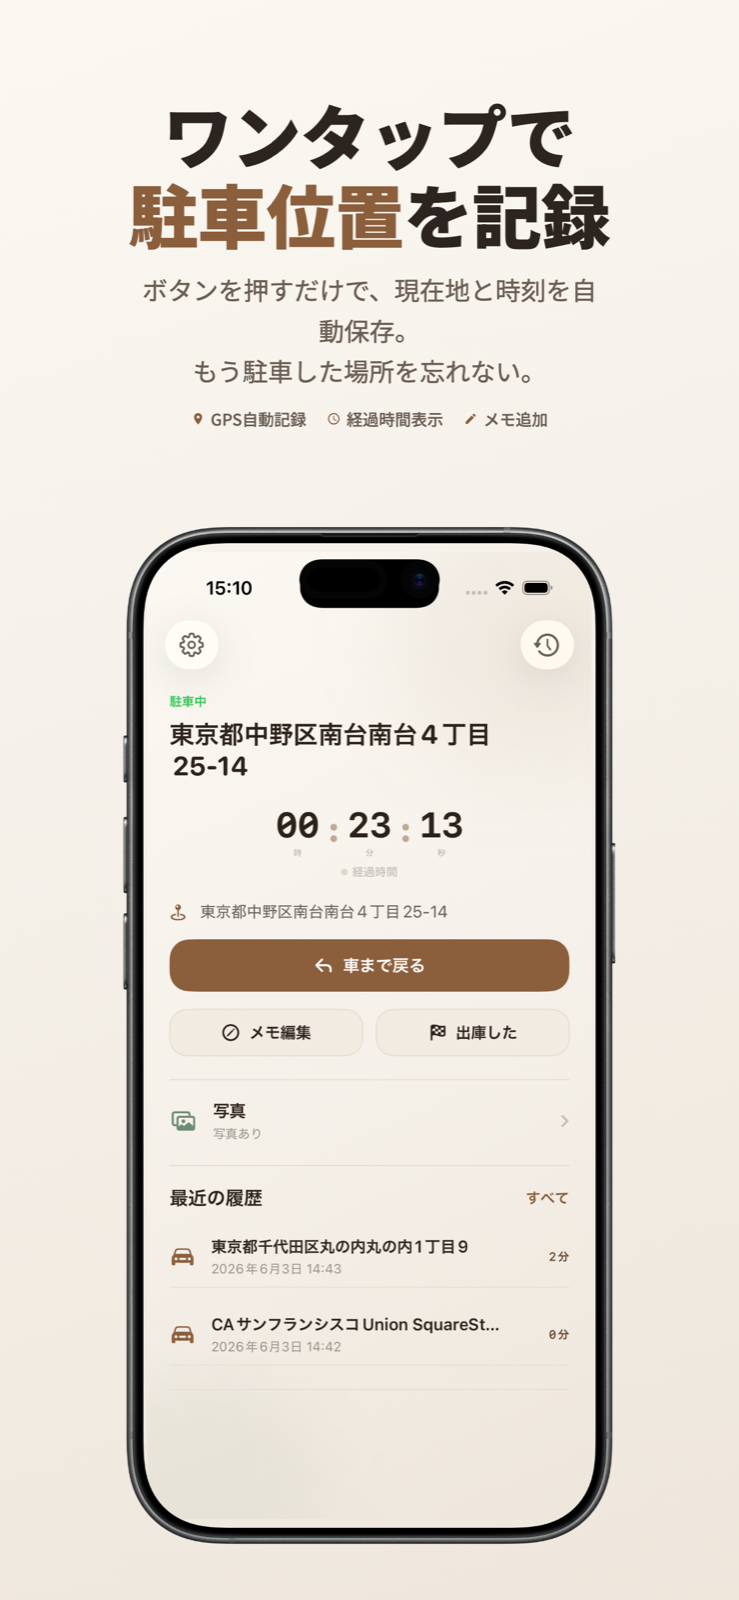 ワンタップで
駐車位置を記録
ボタンを押すだけで、現在地と時刻を自
動保存。
もう駐車した場所を忘れない。
GPS自動記録 経過時間表示 メモ追加
15:10
駐車中
東京都中野区南台南台4丁目
25-14
00:23:13
時 分 秒
経過時間
東京都中野区南台南台4丁目25-14
車まで戻る
メモ編集 出庫した
写真
写真あり
最近の履歴 すべて
東京都千代田区丸の内丸の内1丁目9 2分
2026年6月3日 14:43
CAサンフランシスコUnion SquareSt... 0分
2026年6月3日 14:42